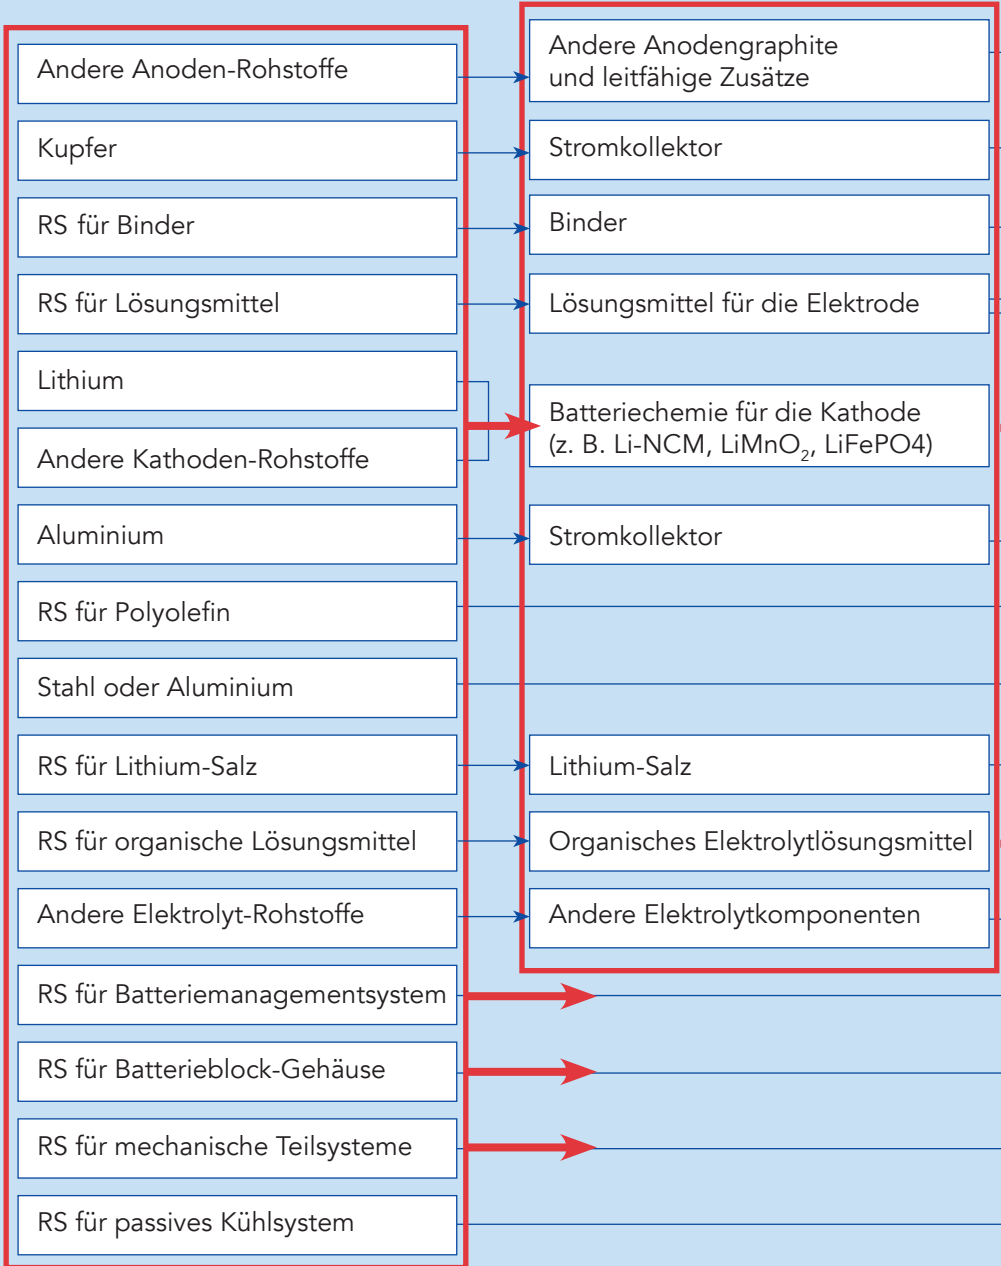 Andere Anoden-Rohstoffe
Kupfer
RS für Binder
RS für Lösungsmittel
Lithium
Andere Kathoden-Rohstoffe
Aluminium
RS für Polyolefin
Stahl oder Aluminium
RS für Lithium-Salz
RS für organische Lösungsmittel
Andere Elektrolyt-Rohstoffe
RS für Batteriemanagementsystem
RS für Batterieblock-Gehäuse
RS für mechanische Teilsysteme
RS für passives Kühlsystem
Andere Anodengraphite
und leitfähige Zusätze
Stromkollektor
Binder
Lösungsmittel für die Elektrode
Batteriechemie für die Kathode
(z. B. Li-NCM, LiMnO₂, LiFePO4)
Stromkollektor
Lithium-Salz
Organisches Elektrolytlösungsmittel
Andere Elektrolytkomponenten